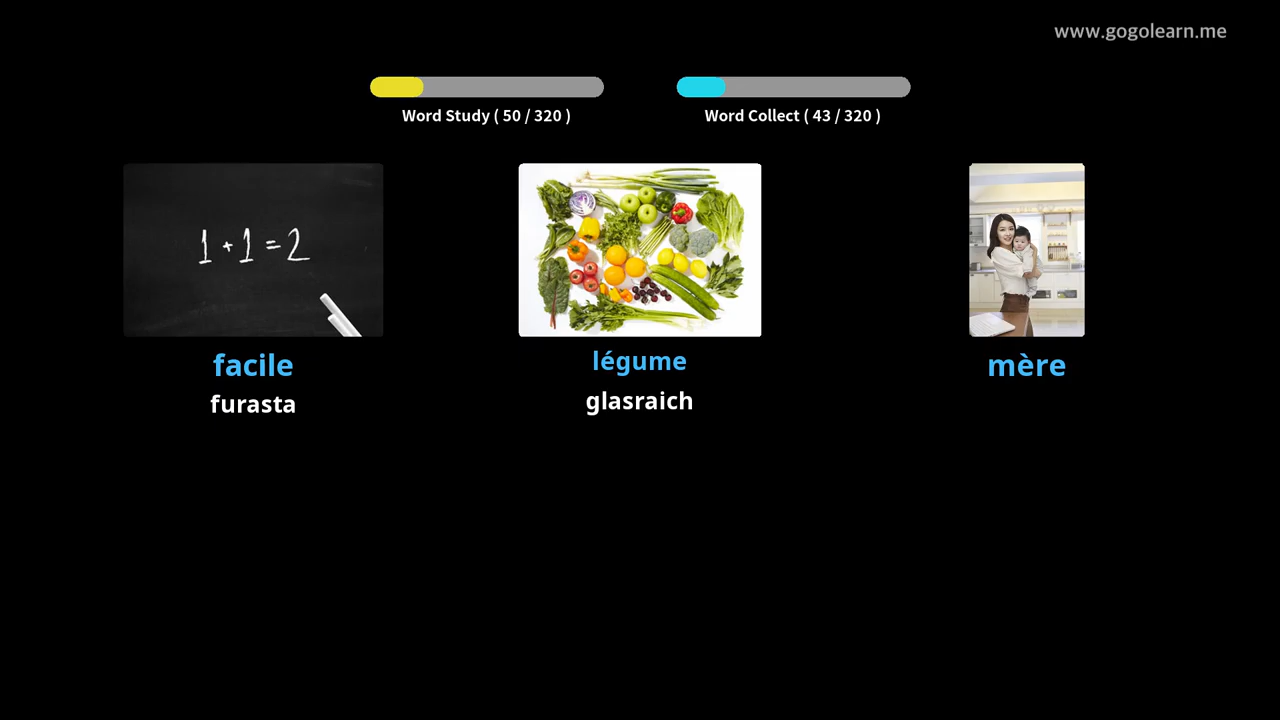 www.gogolearn.me
Word Study ( 50 / 320 )
Word Collect ( 43 / 320 )
1 + 1 = 2
facile
furasta
légume
glasraich
mère